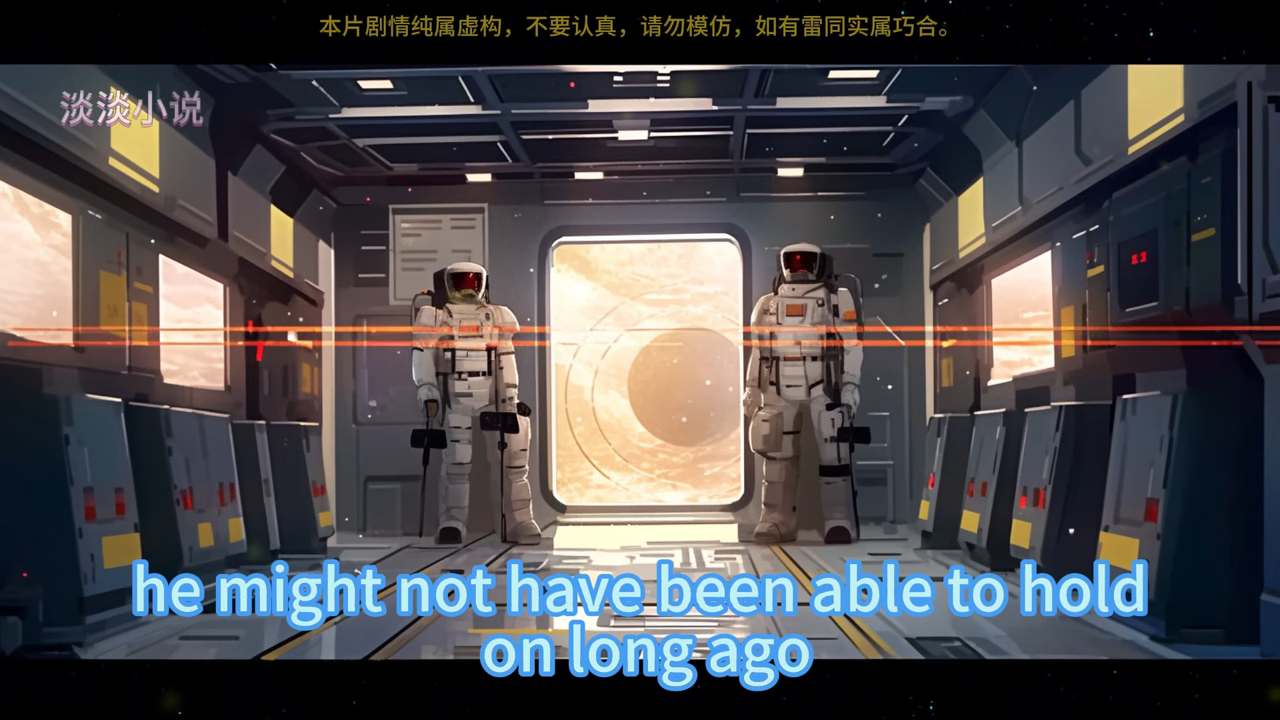 本片剧情纯属虚构，不要认真，请勿模仿，如有雷同实属巧合。
淡淡小说
he might not have been able to hold
on long ago